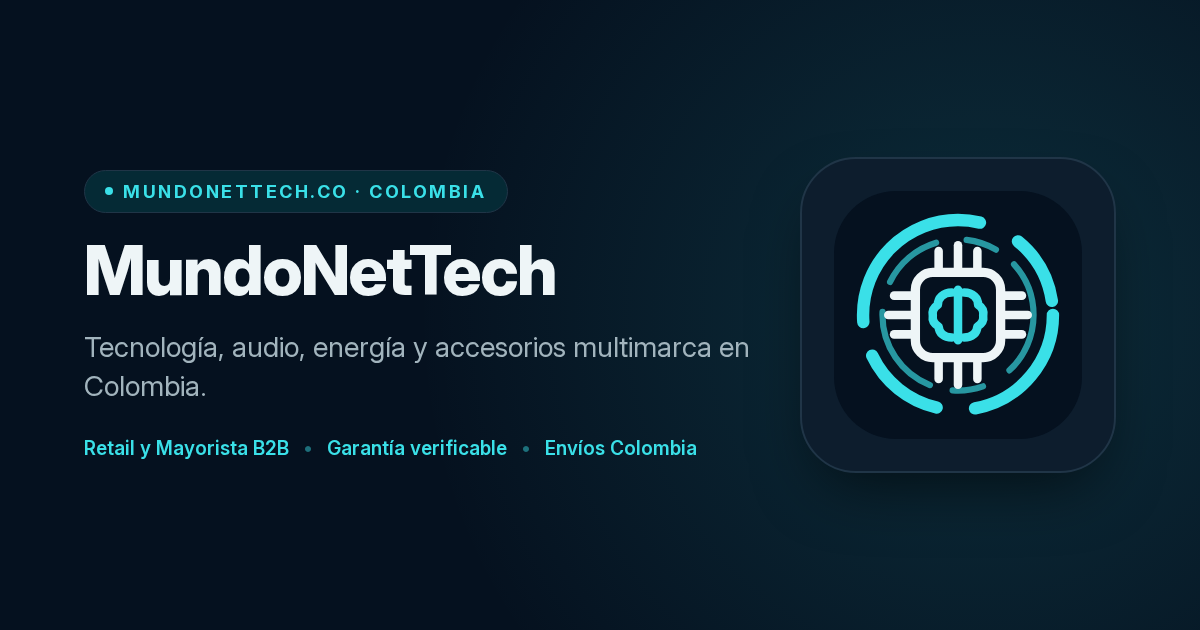 MUNDONETTECH.CO · COLOMBIA
MundoNetTech
Tecnología, audio, energía y accesorios multimarca en
Colombia.
Retail y Mayorista B2B • Garantía verificable • Envíos Colombia